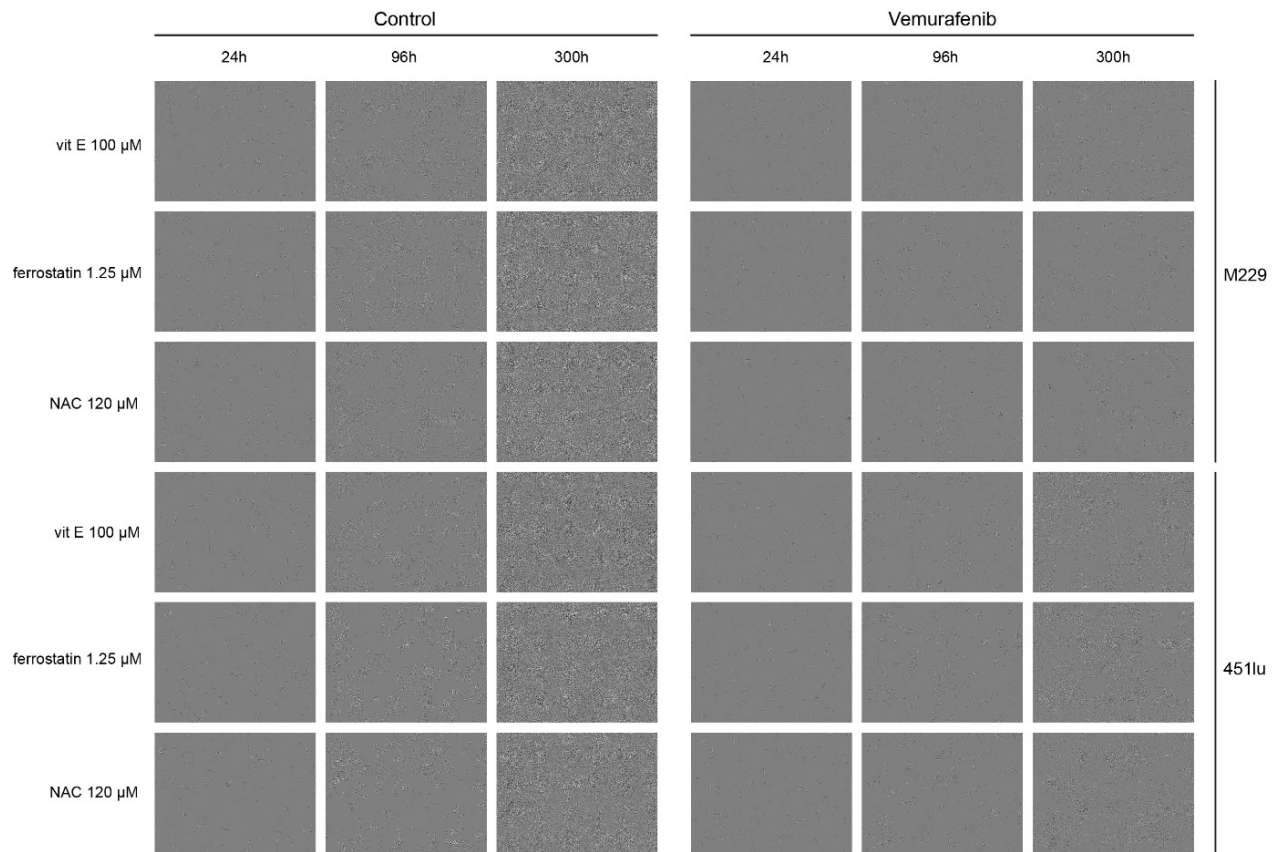 Control Vemurafenib
24h 96h 300h 24h 96h 300h
vit E 100 µM
ferrostatin 1.25 µM
M229
NAC 120 µM
vit E 100 µM
ferrostatin 1.25 µM
451lu
NAC 120 µM